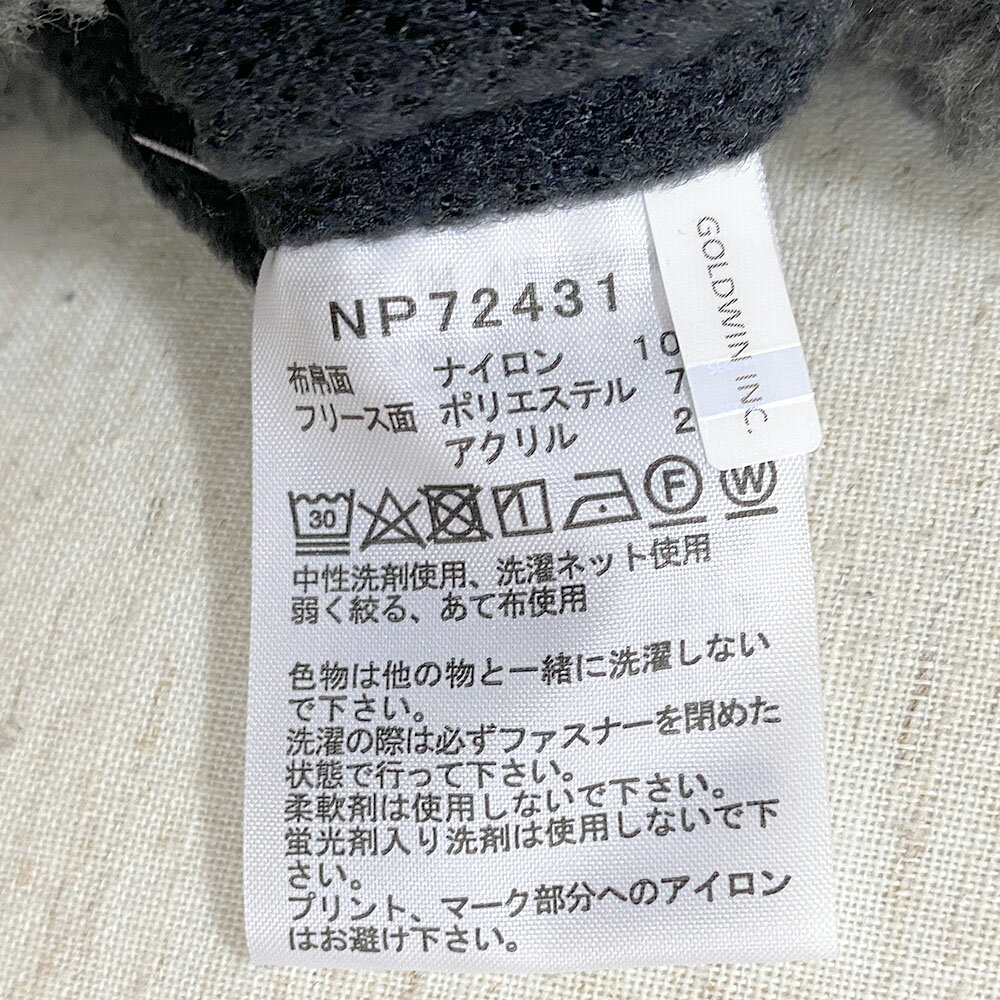 NP72431
布帛面 ナイロン 10
フリース面 ポリエステル 7
アクリル 2
30 F W
中性洗剤使用、洗濯ネット使用
弱く絞る、あて布使用
色物は他の物と一緒に洗濯しない
で下さい。
洗濯の際は必ずファスナーを閉めた
状態で行って下さい。
柔軟剤は使用しないで下さい。
蛍光剤入り洗剤は使用しないで下
さい。
プリント、マーク部分へのアイロン
はお避け下さい。
GOLDWIN INC.